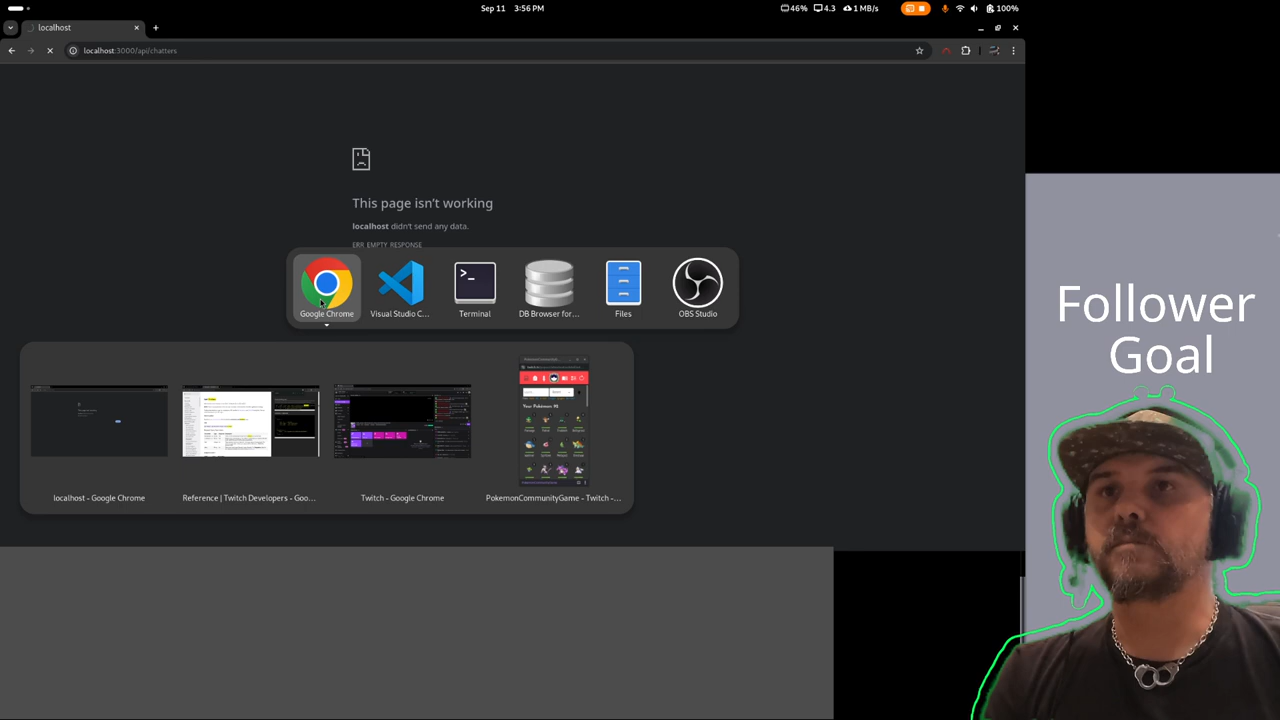 Sep 11 3:56 PM
46% 4.3 1 MB/s 100%
localhost
localhost:3000/api/chatters
This page isn't working
localhost didn't send any data.
ERR_EMPTY_RESPONSE
Google Chrome
Visual Studio C...
Terminal
DB Browser for...
Files
OBS Studio
localhost - Google Chrome
Reference | Twitch Developers - Goo...
Twitch - Google Chrome
PokemonCommunityGame - Twitch -...
Follower
Goal